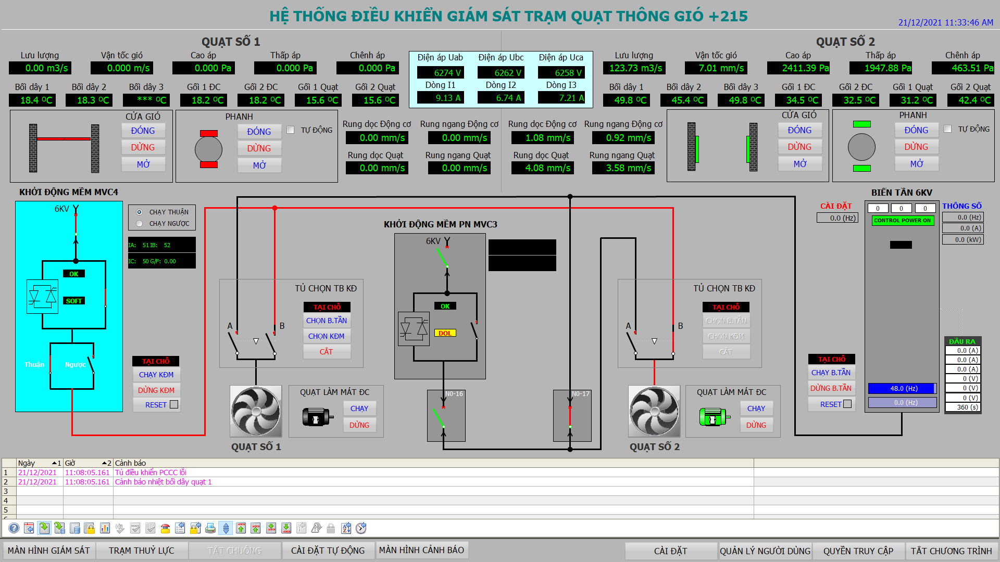 HỆ THỐNG ĐIỀU KHIỂN GIÁM SÁT TRẠM QUẠT THÔNG GIÓ +215
21/12/2021 11:33:46 AM
QUẠT SỐ 1
QUẠT SỐ 2
Lưu lượng Vận tốc gió Cao áp Thấp áp Chênh áp
0.00 m3/s 0.000 m/s 0.000 Pa 0.000 Pa 0.000 Pa
Bối dây 1 Bối dây 2 Bối dây 3 Gối 1 ĐC Gối 2 ĐC Gối 1 Quạt Gối 2 Quạt
18.4 ºC 18.3 ºC *** ºC 18.2 ºC 18.2 ºC 15.6 ºC 15.6 ºC
Điện áp Uab Điện áp Ubc Điện áp Uca
6274 V 6262 V 6258 V
Dòng I1 Dòng I2 Dòng I3
9.13 A 6.74 A 7.21 A
Lưu lượng Vận tốc gió Cao áp Thấp áp Chênh áp
123.73 m3/s 7.01 mm/s 2411.39 Pa 1947.88 Pa 463.51 Pa
Bối dây 1 Bối dây 2 Bối dây 3 Gối 1 ĐC Gối 2 ĐC Gối 1 Quạt Gối 2 Quạt
49.8 ºC 45.4 ºC 49.8 ºC 34.5 ºC 32.5 ºC 31.2 ºC 42.4 ºC
CỬA GIÓ
ĐÓNG
DỪNG
MỞ
PHANH
ĐÓNG
DỪNG
MỞ
TỰ ĐỘNG
Rung dọc Động cơ Rung ngang Động cơ Rung dọc Động cơ Rung ngang Động cơ
0.00 mm/s 0.00 mm/s 1.08 mm/s 0.92 mm/s
Rung dọc Quạt Rung ngang Quạt Rung dọc Quạt Rung ngang Quạt
0.00 mm/s 0.00 mm/s 4.08 mm/s 3.58 mm/s
CỬA GIÓ
ĐÓNG
DỪNG
MỞ
PHANH
ĐÓNG
DỪNG
MỞ
TỰ ĐỘNG
KHỞI ĐỘNG MỀM MVC4
6KV
OK
SOFT
Thuận Ngược
CHẠY THUẬN
CHẠY NGƯỢC
IA: 51 IB: 52
IC: 50 G/F: 0.00
TẠI CHỖ
CHẠY KĐM
DỪNG KĐM
RESET
TỦ CHỌN TB KĐ
TẠI CHỖ
CHỌN B.TẦN
CHỌN KĐM
CẮT
A B
QUẠT SỐ 1
QUẠT LÀM MÁT ĐC
CHẠY
DỪNG
KHỞI ĐỘNG MỀM PN MVC3
6KV
OK
DOL
N0-16
N0-17
TỦ CHỌN TB KĐ
TẠI CHỖ
CHỌN B.TẦN
CHỌN KĐM
CẮT
A B
QUẠT SỐ 2
QUẠT LÀM MÁT ĐC
CHẠY
DỪNG
BIẾN TẦN 6KV
CÀI ĐẶT
0.0 (Hz)
0 0 0
CONTROL POWER ON
THÔNG SỐ
0.0 (Hz)
0.0 (A)
0.0 (kW)
TẠI CHỖ
CHẠY B.TẦN
DỪNG B.TẦN
RESET
48.0 (Hz)
0.0 (Hz)
ĐẦU RA
0.0 (A)
0.0 (A)
0.0 (A)
0 (V)
0 (V)
0 (V)
360 (s)
Ngày 1 Giờ 2 Cảnh báo
1 21/12/2021 11:08:05.161 Tủ điều khiển PCCC lỗi
2 21/12/2021 11:08:05.161 Cảnh báo nhiệt bối dây quạt 1
3
4
5
MÀN HÌNH GIÁM SÁT TRẠM THUỶ LỰC TẮT CHUÔNG CÀI ĐẶT TỰ ĐỘNG MÀN HÌNH CẢNH BÁO CÀI ĐẶT QUẢN LÝ NGƯỜI DÙNG QUYỀN TRUY CẬP TẮT CHƯƠNG TRÌNH